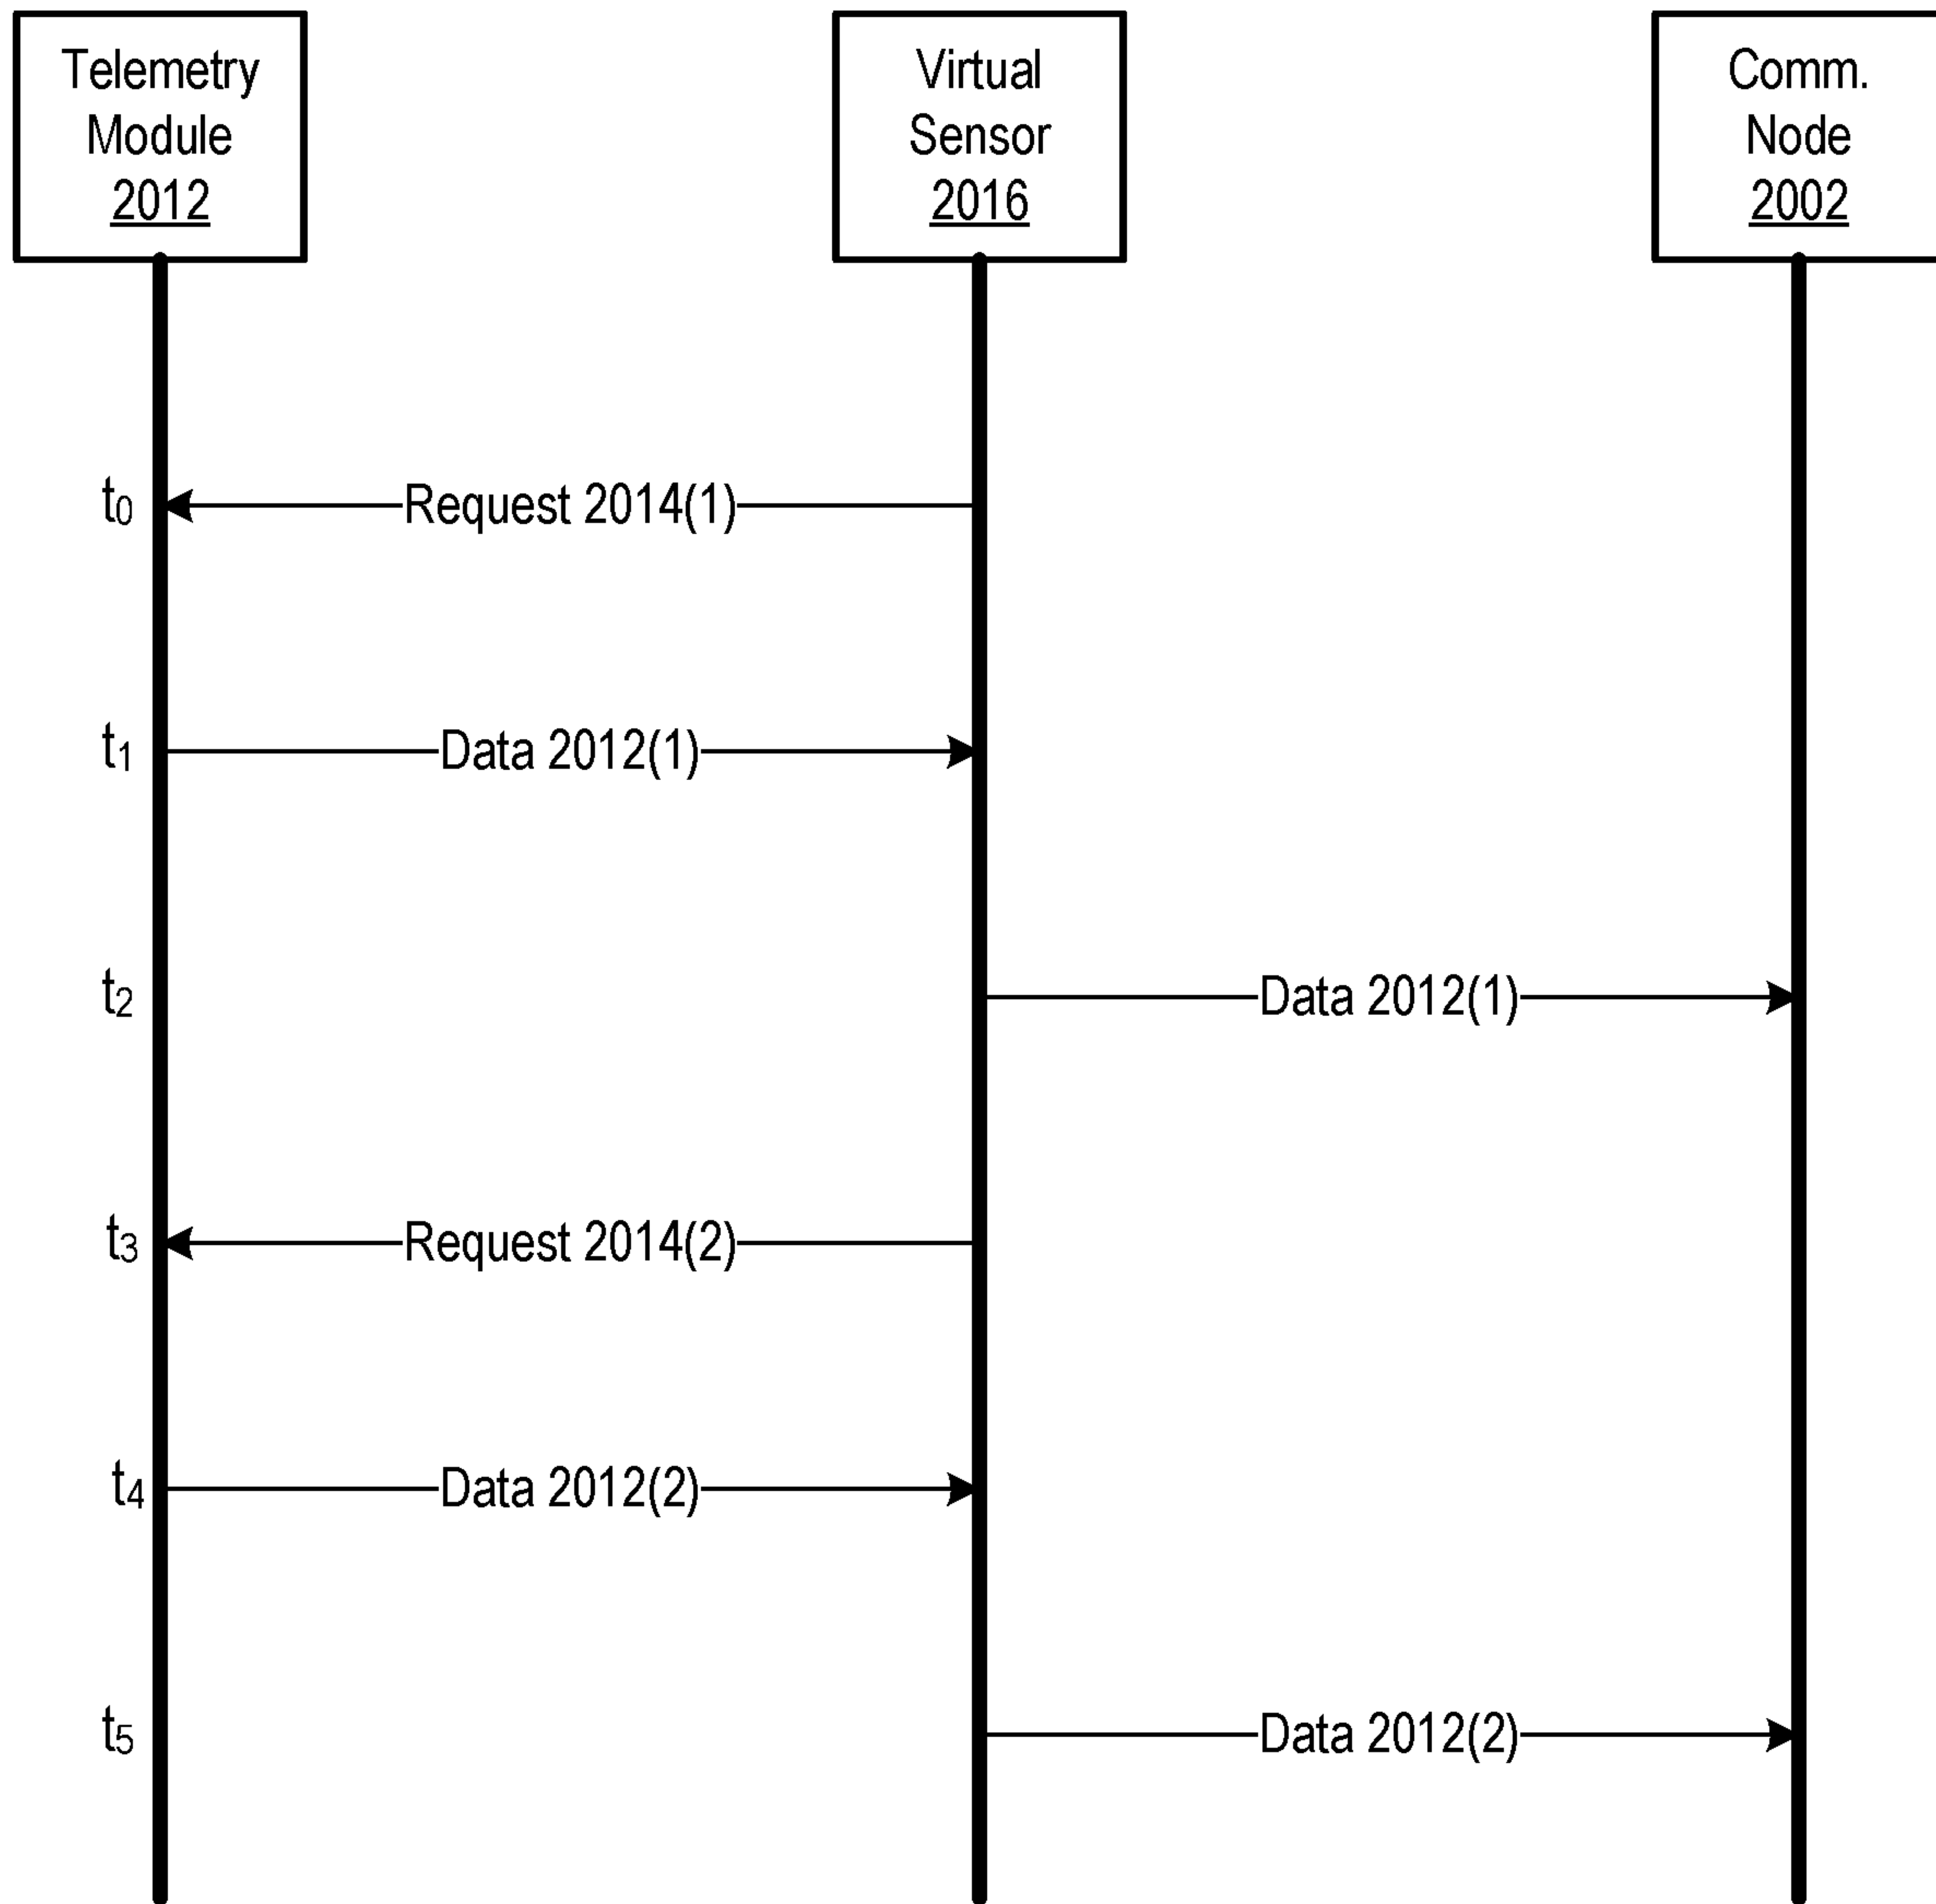 Telemetry
Module
2012
Virtual
Sensor
2016
Comm.
Node
2002
t0
Request 2014(1)
t1
Data 2012(1)
t2
Data 2012(1)
t3
Request 2014(2)
t4
Data 2012(2)
t5
Data 2012(2)